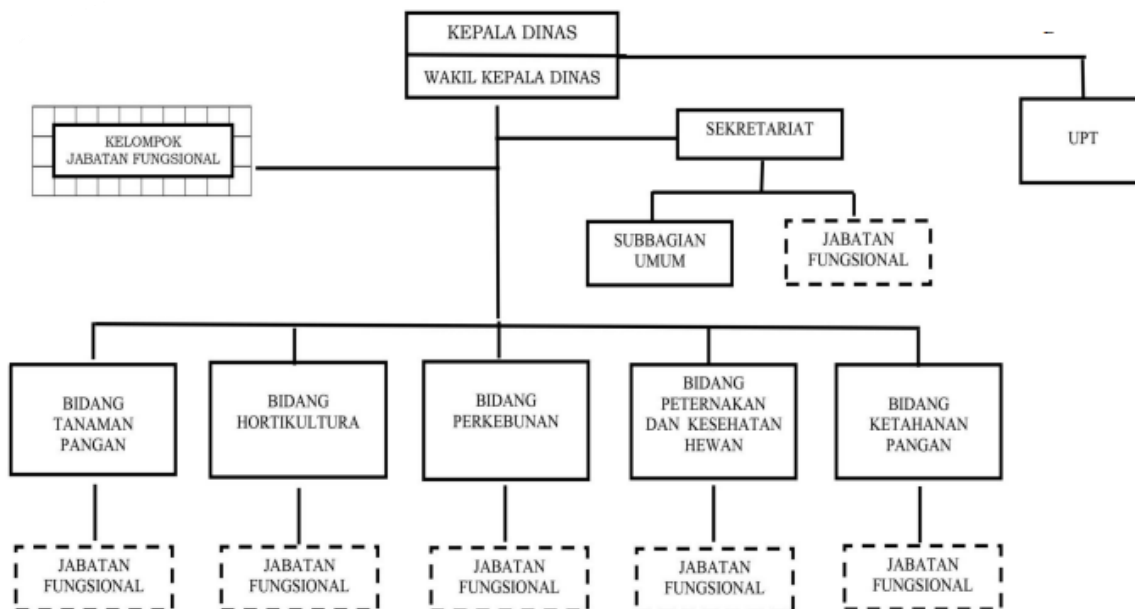 KEPALA DINAS
WAKIL KEPALA DINAS
KELOMPOK
JABATAN FUNGSIONAL
SEKRETARIAT
UPT
SUBBAGIAN
UMUM
JABATAN
FUNGSIONAL
BIDANG
TANAMAN
PANGAN
BIDANG
HORTIKULTURA
BIDANG
PERKEBUNAN
BIDANG
PETERNAKAN
DAN KESEHATAN
HEWAN
BIDANG
KETAHANAN
PANGAN
JABATAN
FUNGSIONAL
JABATAN
FUNGSIONAL
JABATAN
FUNGSIONAL
JABATAN
FUNGSIONAL
JABATAN
FUNGSIONAL